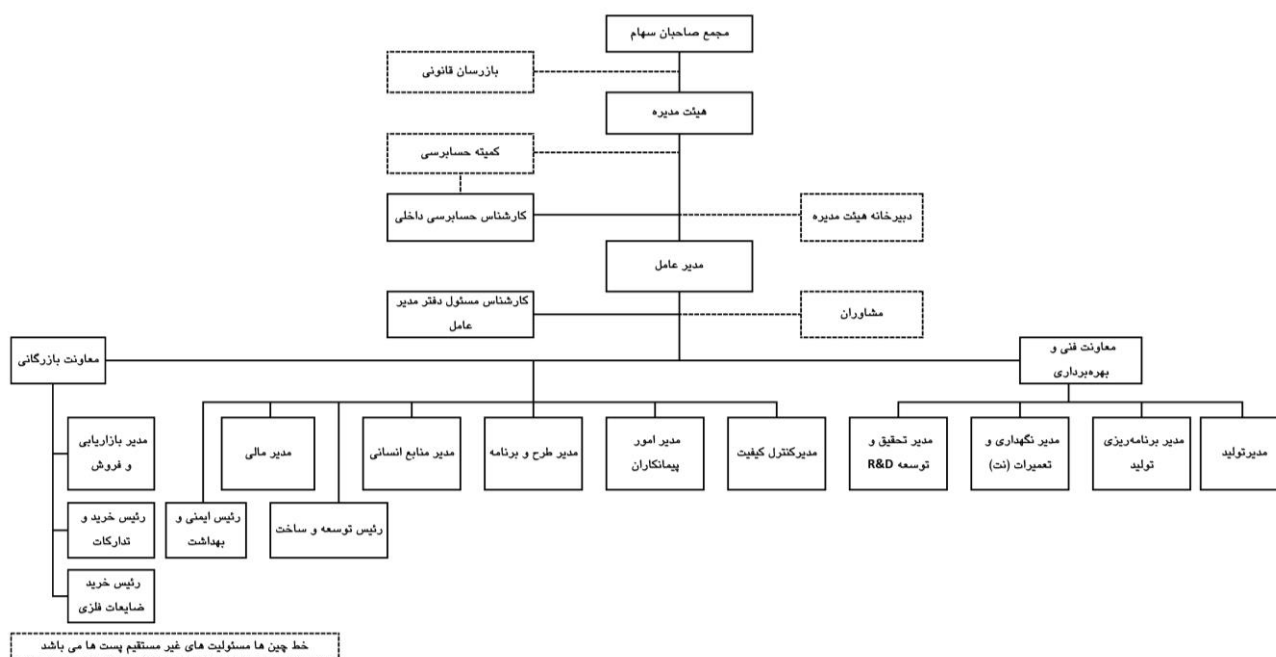 مجمع صاحبان سهام
بازرسان قانونی
هیئت مدیره
کمیته حسابرسی
کارشناس حسابرسی داخلی
دبیرخانه هیئت مدیره
مدیر عامل
کارشناس مسئول دفتر مدیر
عامل
مشاوران
معاونت فنی و
بهره‌برداری
معاونت بازرگانی
مدیرتولید
مدیر برنامه‌ریزی
تولید
مدیر نگهداری و
تعمیرات (نت)
مدیر تحقیق و
توسعه R&D
مدیرکنترل کیفیت
مدیر امور
پیمانکاران
مدیر طرح و برنامه
مدیر منابع انسانی
مدیر مالی
مدیر بازاریابی
و فروش
رئیس توسعه و ساخت
رئیس ایمنی و
بهداشت
رئیس خرید و
تدارکات
رئیس خرید
ضایعات فلزی
خط چین ها مسئولیت های غیر مستقیم پست ها می باشد